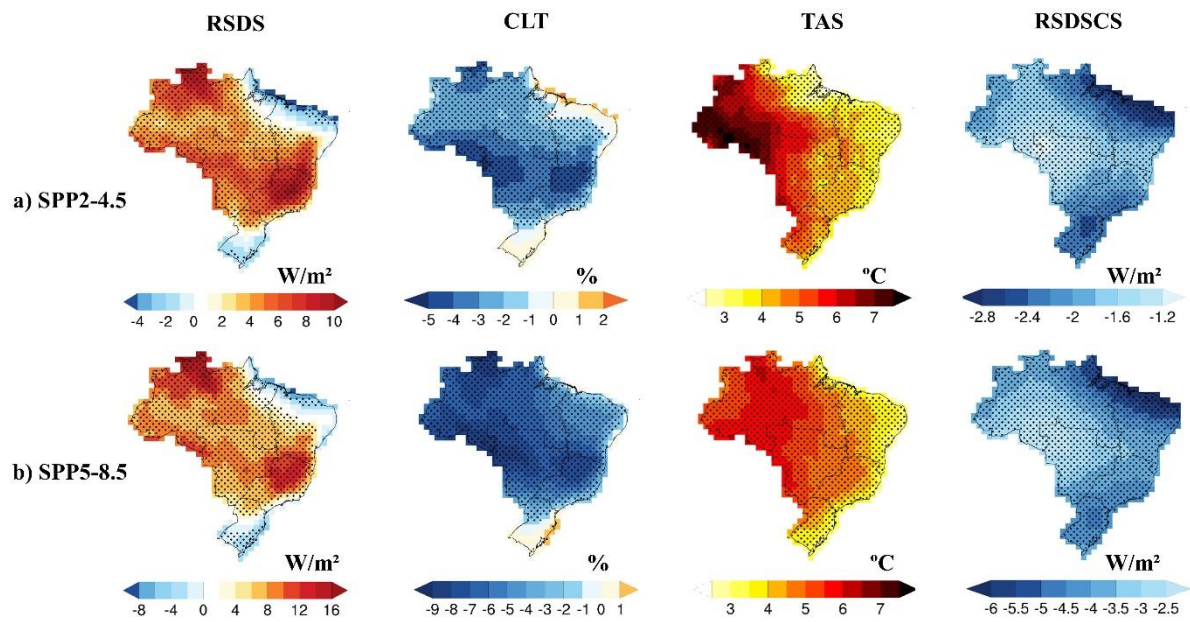 RSDS CLT TAS RSDSCS
a) SPP2-4.5
W/m² % ºC W/m²
-4 -2 0 2 4 6 8 10 -5 -4 -3 -2 -1 0 1 2 3 4 5 6 7 -2.8 -2.4 -2 -1.6 -1.2
b) SPP5-8.5
W/m² % ºC W/m²
-8 -4 0 4 8 12 16 -9 -8 -7 -6 -5 -4 -3 -2 -1 0 1 3 4 5 6 7 -6 -5.5 -5 -4.5 -4 -3.5 -3 -2.5